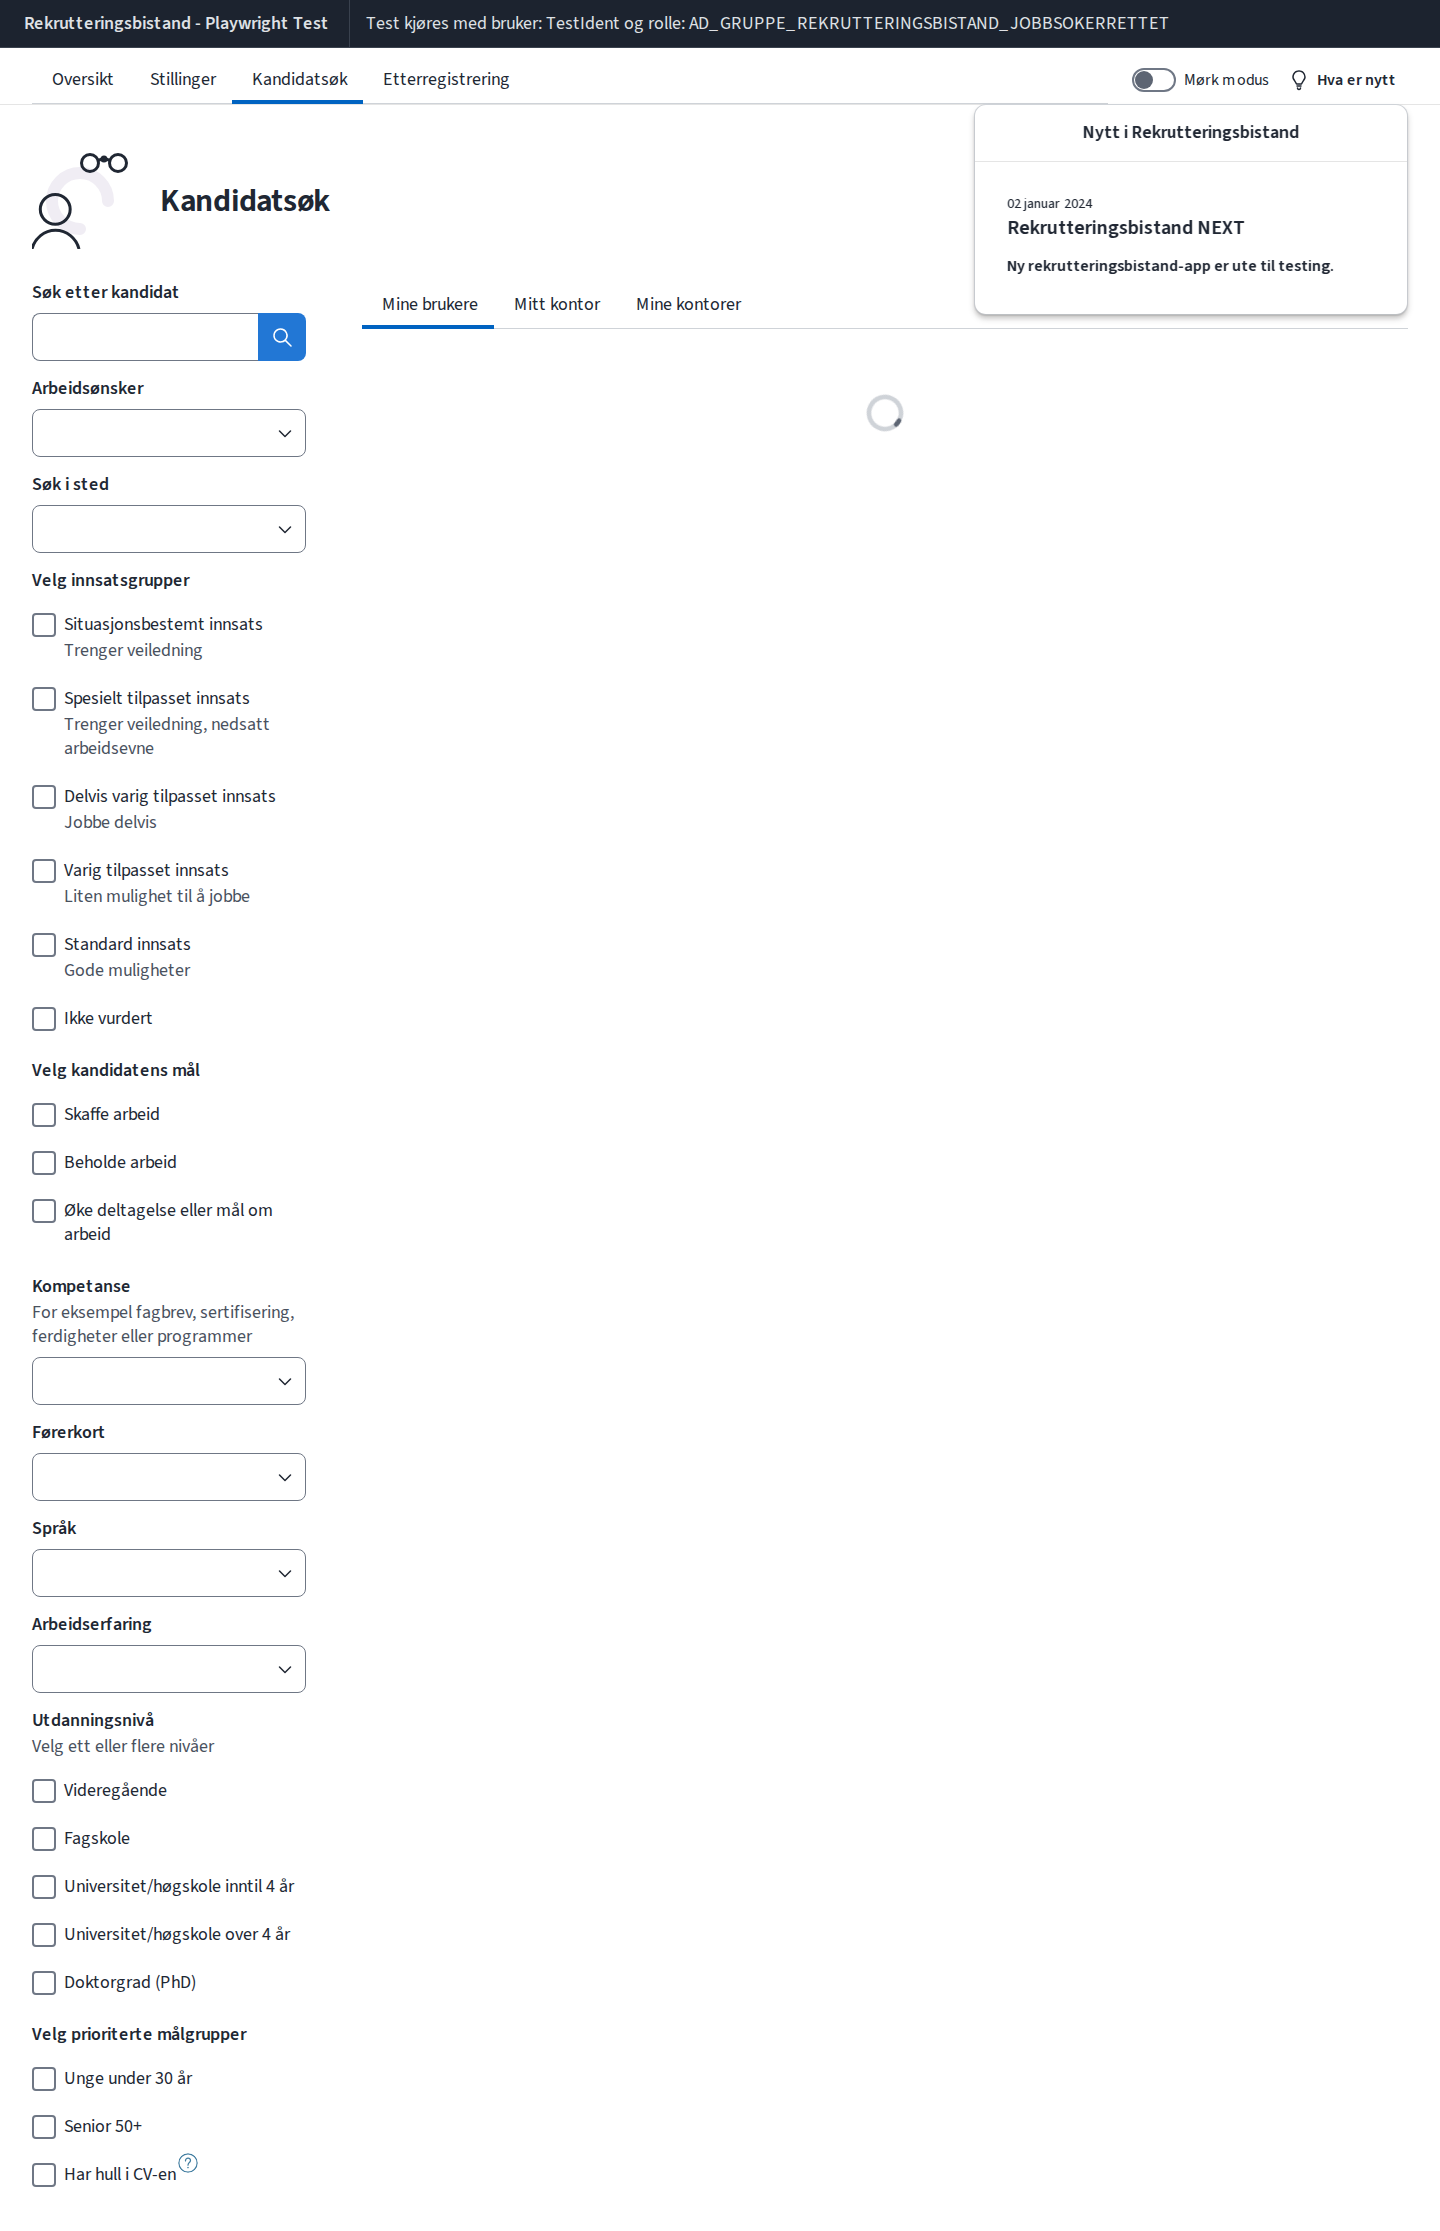 Rekrutteringsbistand - Playwright Test
Test kjøres med bruker: TestIdent og rolle: AD_GRUPPE_REKRUTTERINGSBISTAND_JOBBSOKERRETTET
Oversikt
Stillinger
Kandidatsøk
Etterregistrering
Mørk modus
Hva er nytt
Nytt i Rekrutteringsbistand
02 januar 2024
Rekrutteringsbistand NEXT
Ny rekrutteringsbistand-app er ute til testing.
Kandidatsøk
Søk etter kandidat
Mine brukere
Mitt kontor
Mine kontorer
Arbeidsønsker
Søk i sted
Velg innsatsgrupper
Situasjonsbestemt innsats
Trenger veiledning
Spesielt tilpasset innsats
Trenger veiledning, nedsatt
arbeidsevne
Delvis varig tilpasset innsats
Jobbe delvis
Varig tilpasset innsats
Liten mulighet til å jobbe
Standard innsats
Gode muligheter
Ikke vurdert
Velg kandidatens mål
Skaffe arbeid
Beholde arbeid
Øke deltagelse eller mål om
arbeid
Kompetanse
For eksempel fagbrev, sertifisering,
ferdigheter eller programmer
Førerkort
Språk
Arbeidserfaring
Utdanningsnivå
Velg ett eller flere nivåer
Videregående
Fagskole
Universitet/høgskole inntil 4 år
Universitet/høgskole over 4 år
Doktorgrad (PhD)
Velg prioriterte målgrupper
Unge under 30 år
Senior 50+
Har hull i CV-en
?